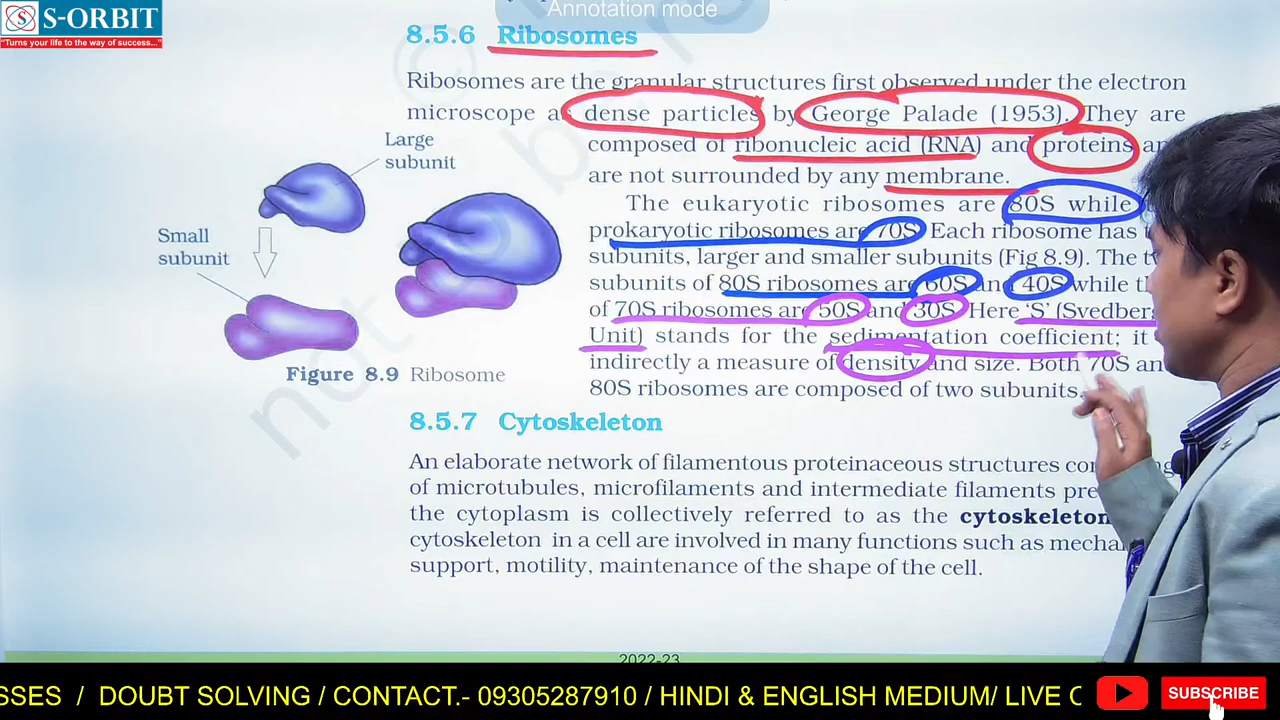 S-ORBIT
"Turns your life to the way of success..."
Annotation mode
8.5.6 Ribosomes
Ribosomes are the granular structures first observed under the electron
microscope as dense particles by George Palade (1953). They are
composed of ribonucleic acid (RNA) and proteins
are not surrounded by any membrane.
The eukaryotic ribosomes are 80S while
prokaryotic ribosomes are 70S. Each ribosome has
subunits, larger and smaller subunits (Fig 8.9). The
subunits of 80S ribosomes are 60S and 40S while
of 70S ribosomes are 50S and 30S. Here 'S' (Svedberg
Unit) stands for the sedimentation coefficient; it
indirectly a measure of density and size. Both 70S
80S ribosomes are composed of two subunits.
Large
subunit
Small
subunit
Figure 8.9 Ribosome
8.5.7 Cytoskeleton
An elaborate network of filamentous proteinaceous structures
of microtubules, microfilaments and intermediate filaments
the cytoplasm is collectively referred to as the cytoskeleton
cytoskeleton in a cell are involved in many functions such as
support, motility, maintenance of the shape of the cell.
2022-23
SSES / DOUBT SOLVING / CONTACT.- 09305287910 / HINDI & ENGLISH MEDIUM/ LIVE
SUBSCRIBE